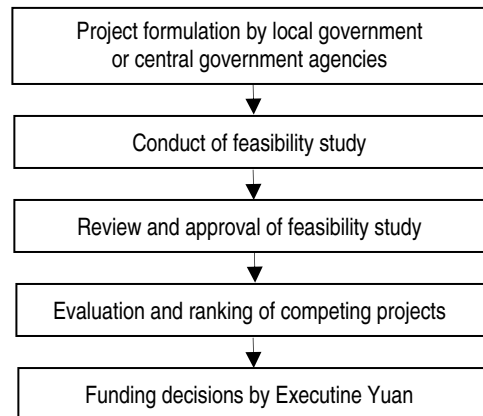 Project formulation by local government
or central government agencies
Conduct of feasibility study
Review and approval of feasibility study
Evaluation and ranking of competing projects
Funding decisions by Executine Yuan